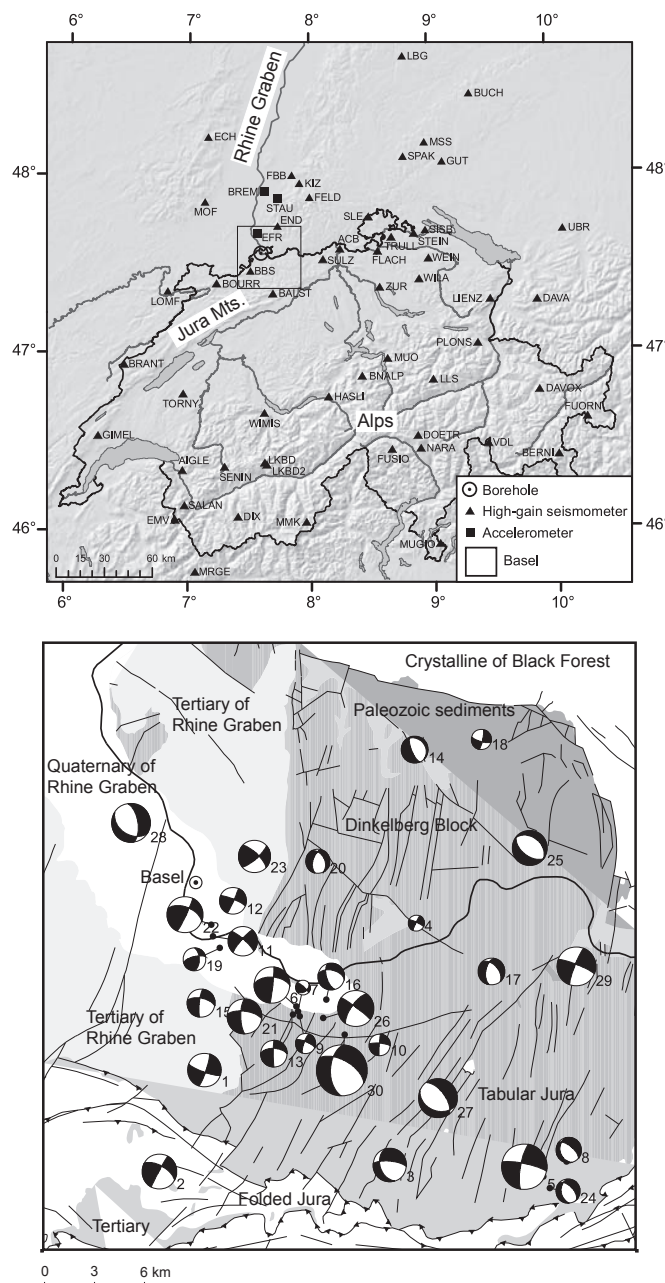 6° 7° 8° 9° 10°
LBG
BUCH
Rhine Graben
ECH
MSS
SPAK
GUT
48° 48°
FBB
KIZ
BREM
FELD
STAU
MOF
END
SLE
EFR
SISB
UBR
ACB
STEIN
TRULL
BBS
SULZ
FLACH
WEIN
BOURR
WILA
LOMF
BALST
ZUR
LIENZ
DAVA
Jura Mts.
PLONS
47° 47°
MUO
BRANT
BNALP
LLS
DAVOX
TORNY
HASLI
FUORN
WIMIS
Alps
GIMEL
DOETR
VDL
AIGLE
LKBD
FUSIO
NARA
BERNI
SENIN
LKBD2
SALAN
Borehole
High-gain seismometer
EMV
DIX
MMK
46° 46°
Accelerometer
MUGIO
Basel
0 15 30 60 km
MRGE
6° 7° 8° 9° 10°
Crystalline of Black Forest
Tertiary of
Rhine Graben
Paleozoic sediments
18
14
Quaternary of
Rhine Graben
Dinkelberg Block
28
23
20
25
Basel
12
22
4
11
19
16
17
29
7
6
15
21
26
Tertiary of
Rhine Graben
9
10
13
1
30
27
Tabular Jura
8
2
3
5
24
Folded Jura
Tertiary
0 3 6 km